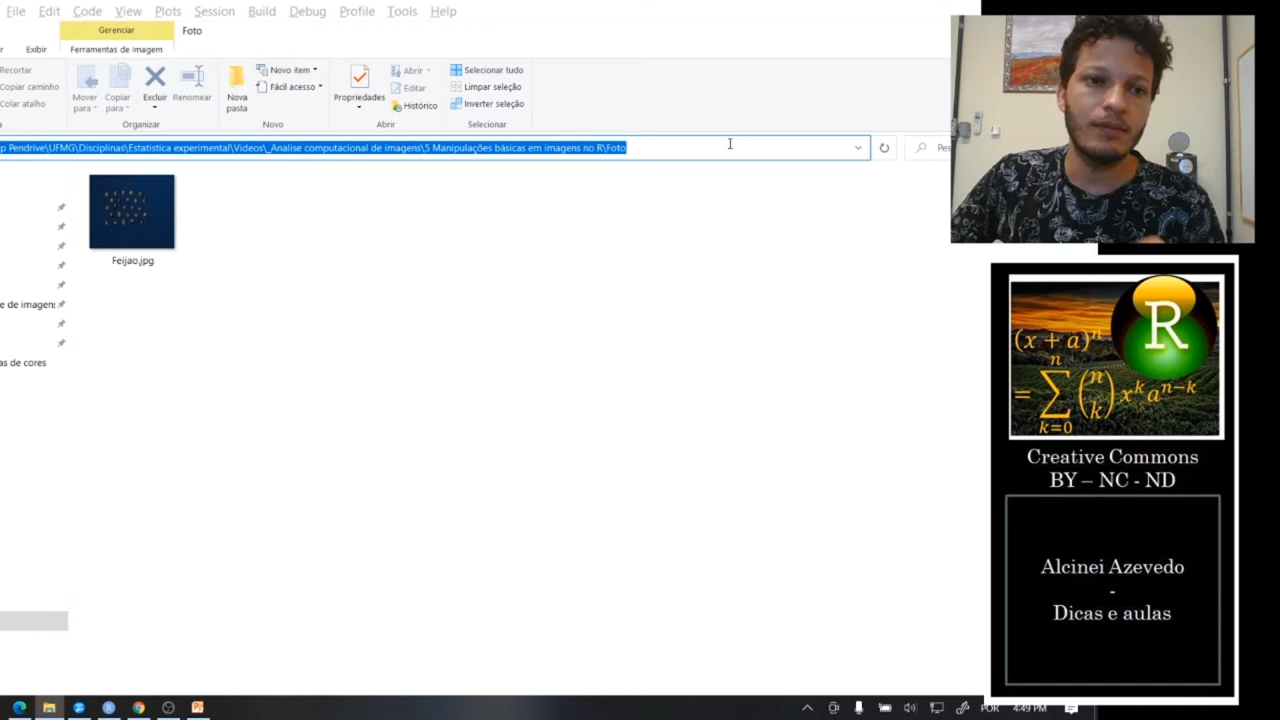 File Edit Code View Plots Session Build Debug Profile Tools Help
Gerenciar Foto
Exibir Ferramentas de Imagem
Recortar
Copiar caminho
Colar atalho
Mover para
Copiar para
Excluir
Renomear
Organizar
Nova pasta
Novo item
Fácil acesso
Novo
Propriedades
Abrir
Editar
Histórico
Abrir
Selecionar tudo
Limpar seleção
Inverter seleção
Selecionar
p Pendrive\UFMG\Disciplinas\Estatistica experimental\Videos\_Analise computacional de imagens\5 Manipulações básicas em imagens no R\Foto
Pes
Feijao.jpg
e de imagens
as de cores
(x + a)ⁿ
= ∑ (n k) xᵏaⁿ⁻ᵏ
n
k=0
R
Creative Commons
BY – NC - ND
Alcinei Azevedo
-
Dicas e aulas
POR 4:49 PM